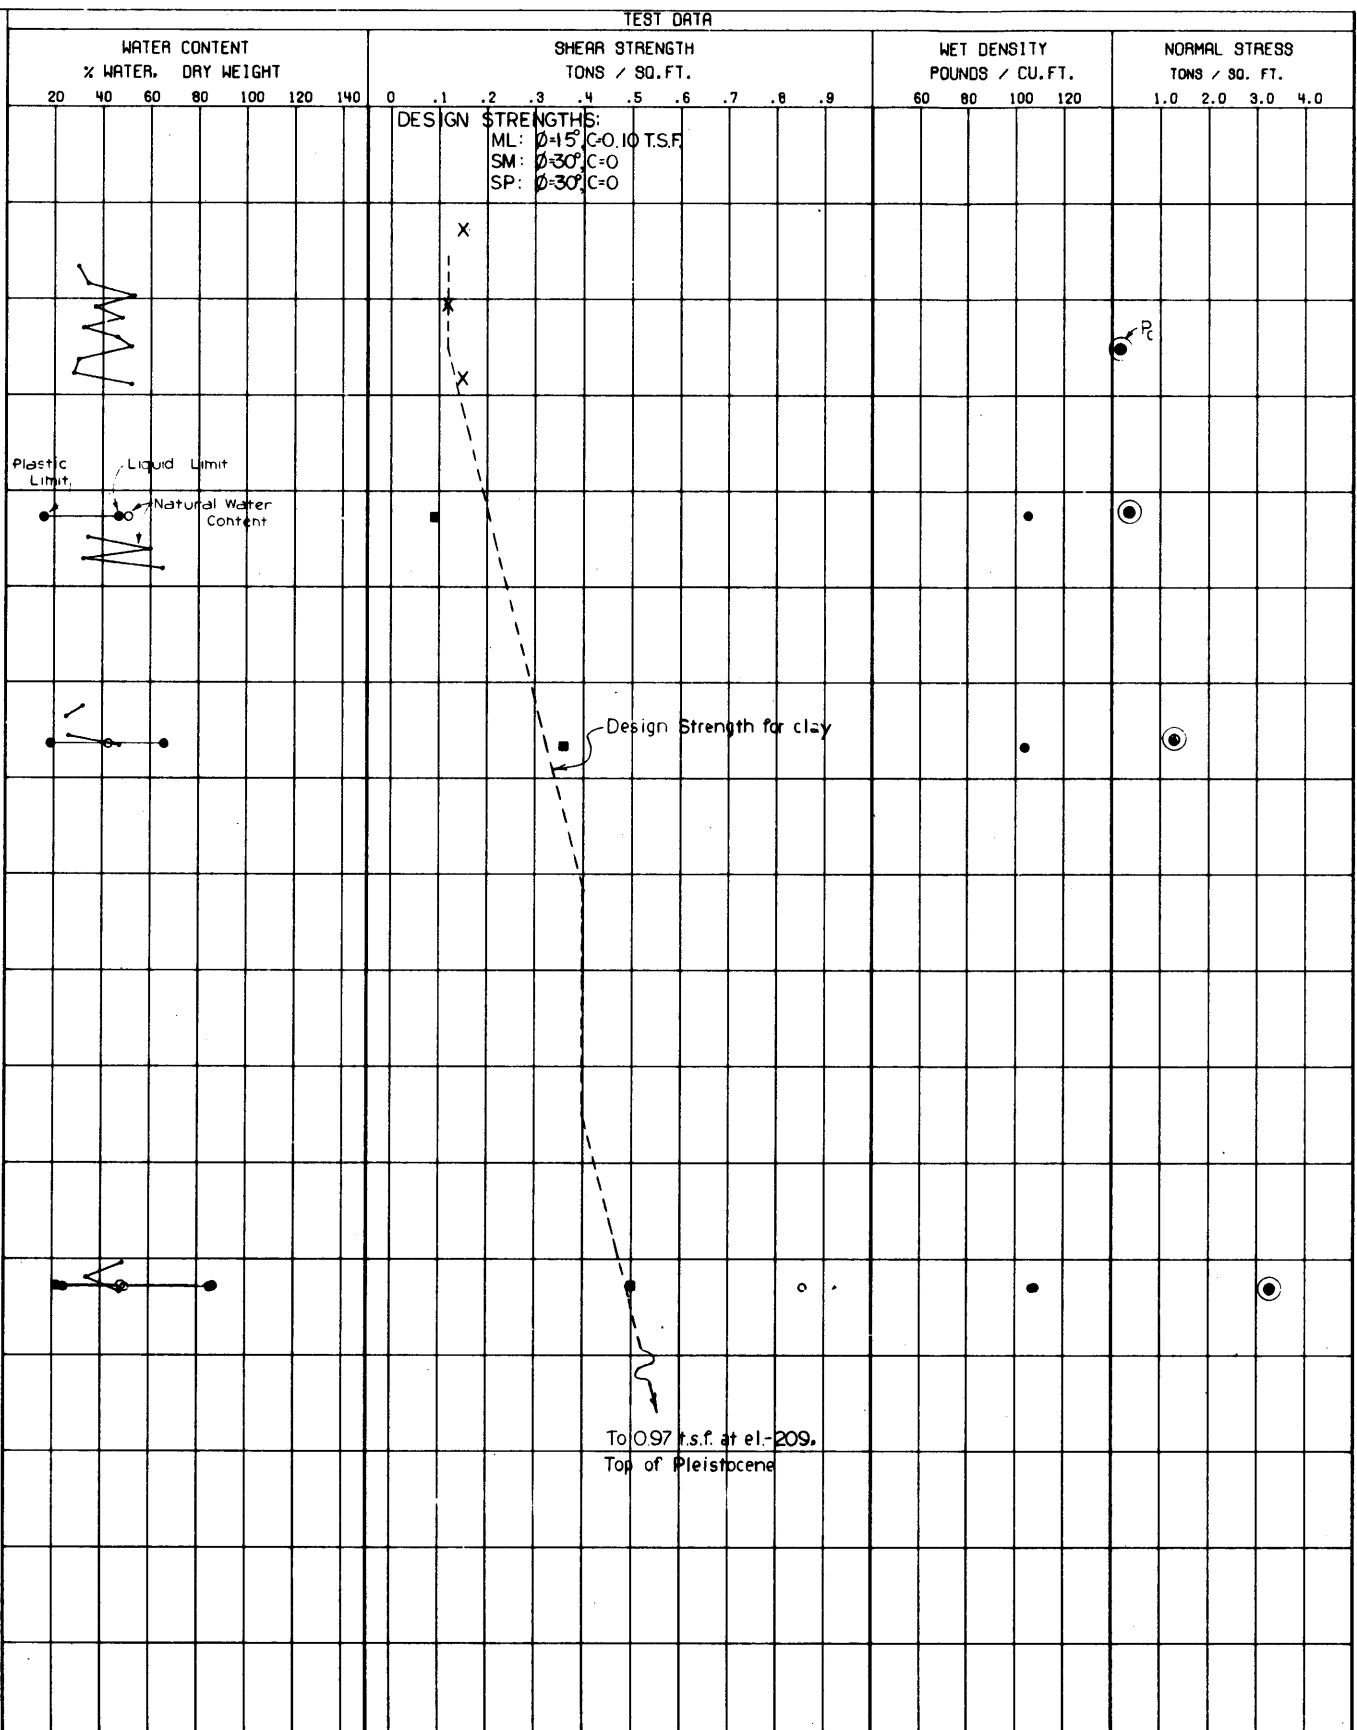 TEST DATA
WATER CONTENT
% WATER, DRY WEIGHT
SHEAR STRENGTH
TONS / SQ.FT.
WET DENSITY
POUNDS / CU.FT.
NORMAL STRESS
TONS / SQ. FT.
20 40 60 80 100 120 140
0 .1 .2 .3 .4 .5 .6 .7 .8 .9
60 80 100 120
1.0 2.0 3.0 4.0
DESIGN STRENGTHS:
ML: Ø=15°, C=0.10 T.S.F.
SM: Ø=30°, C=0
SP: Ø=30°, C=0
Pc
Plastic
Limit
Liquid Limit
Natural Water
Content
Design Strength for clay
To 0.97 t.s.f. at el.-209.
Top of Pleistocene